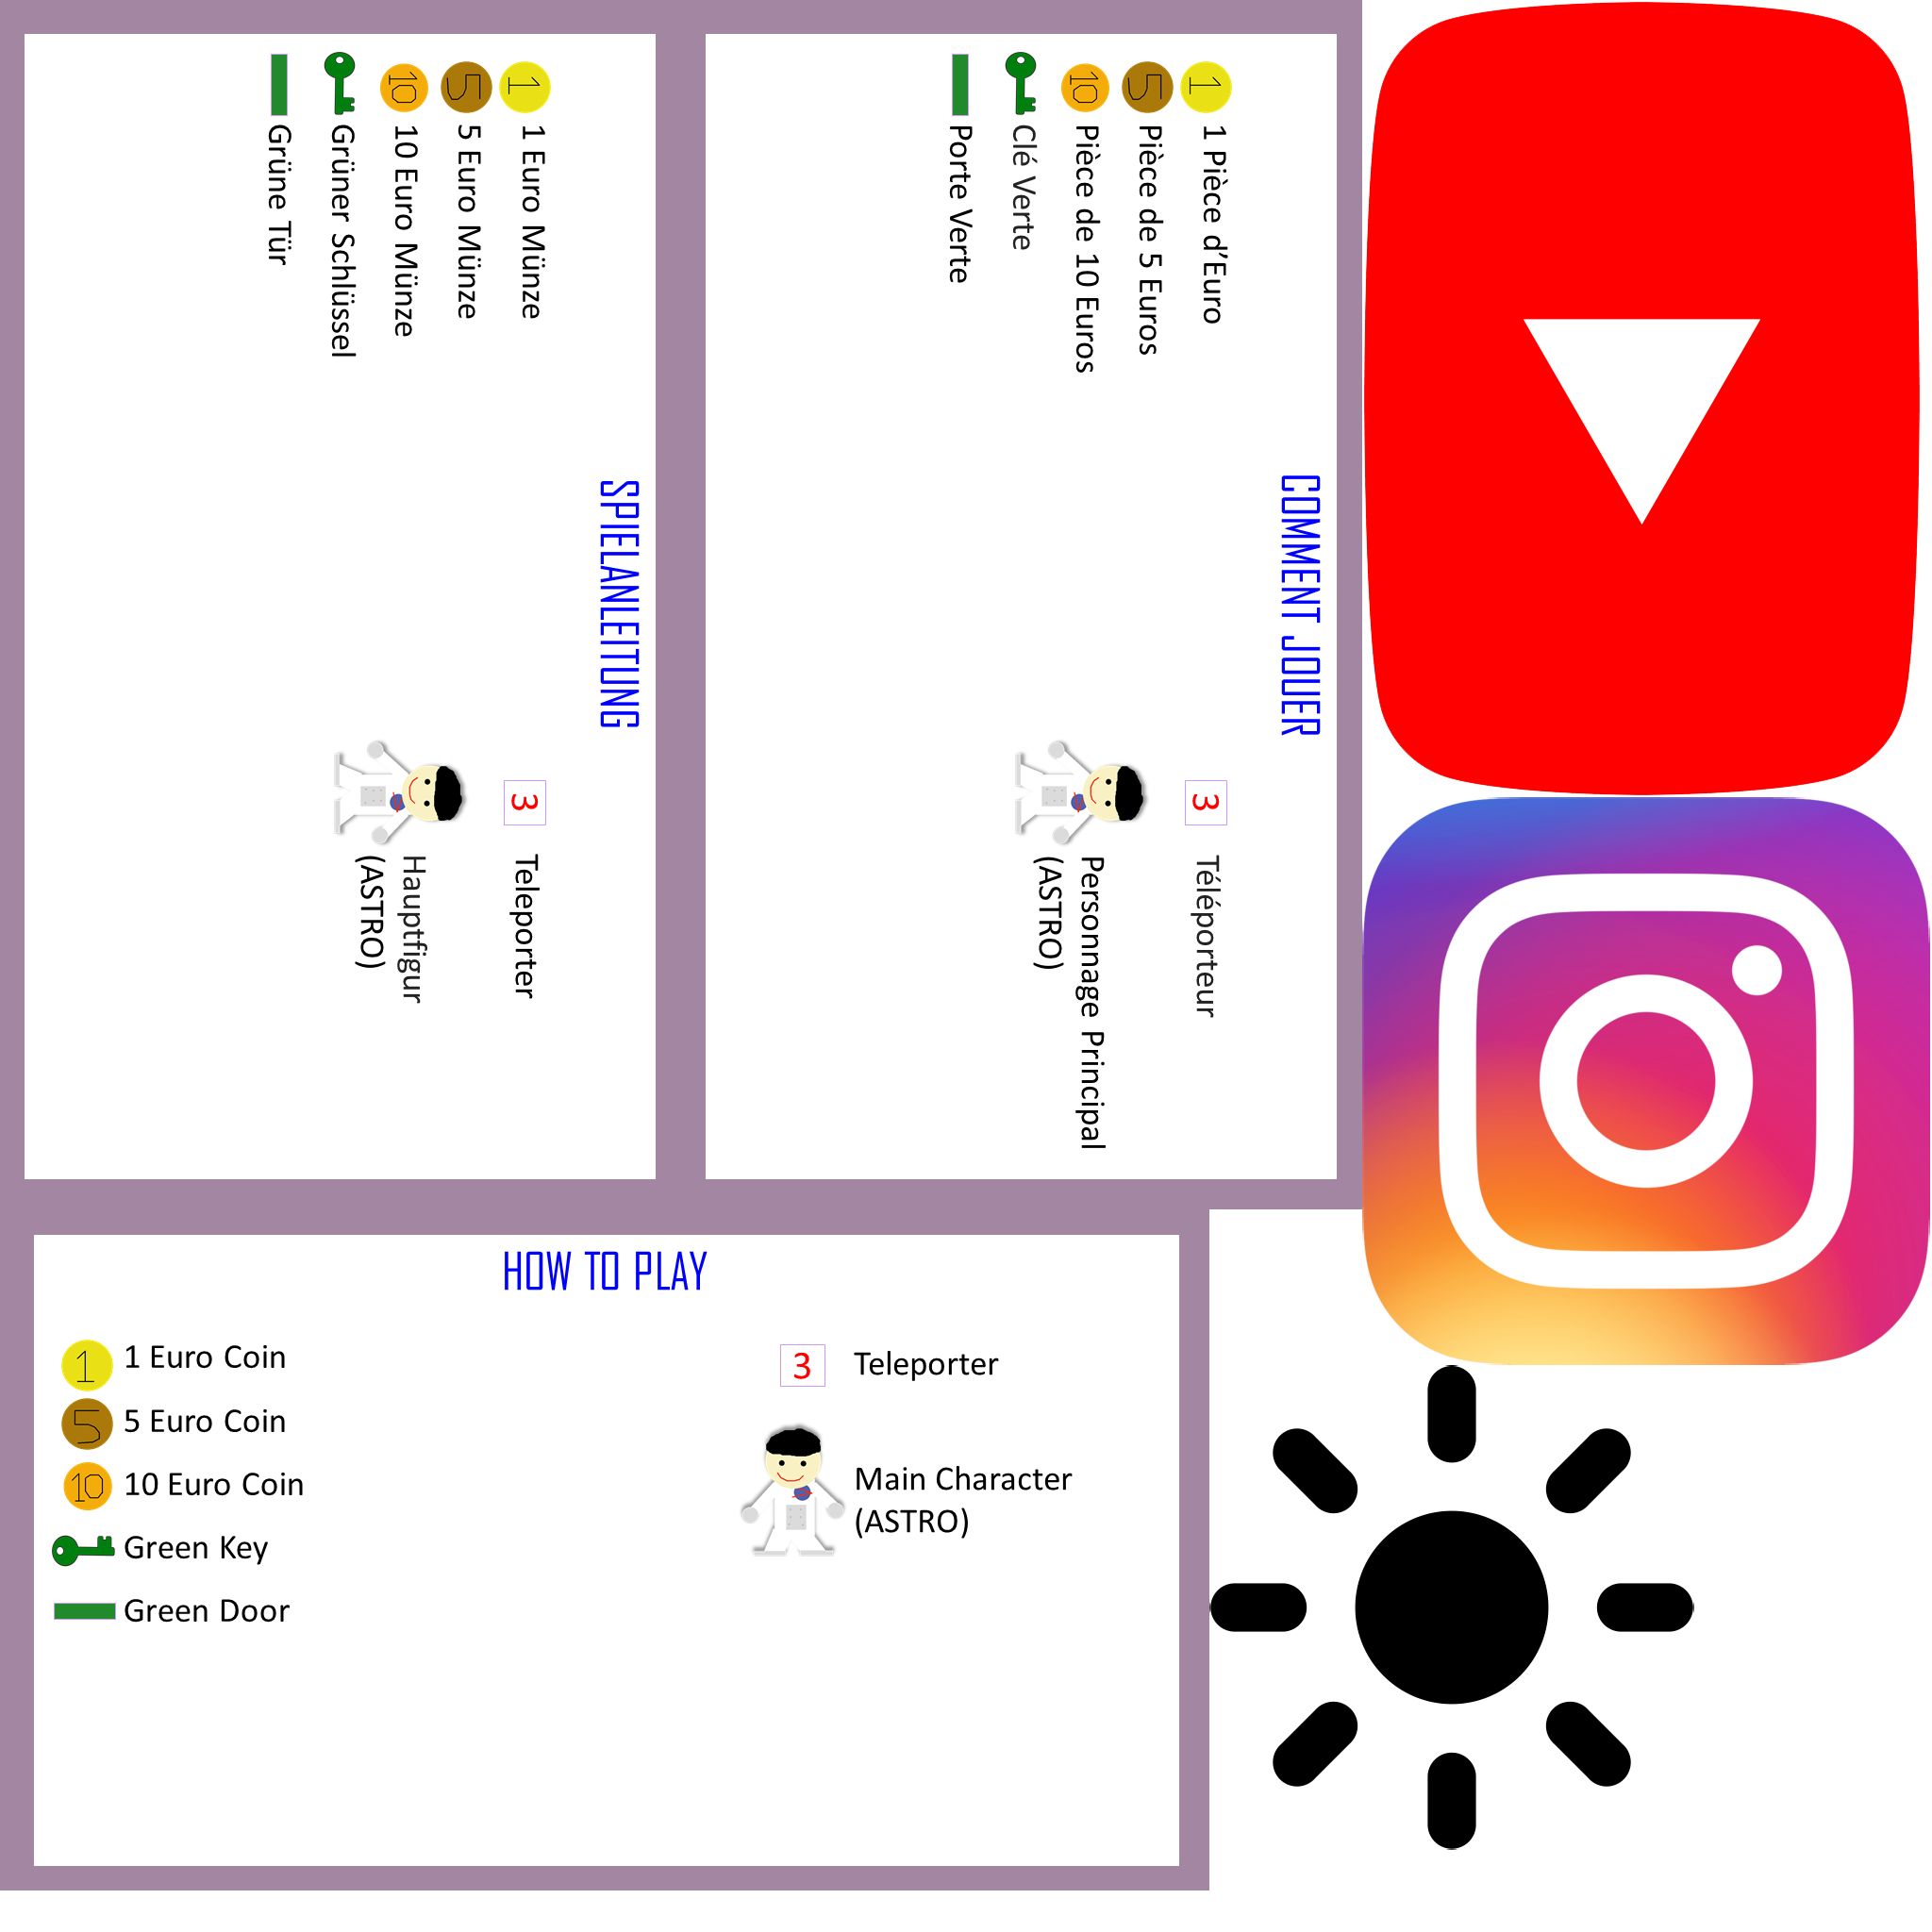 SPIELANLEITUNG
1
1 Euro Münze
5
5 Euro Münze
10
10 Euro Münze
Grüner Schlüssel
Grüne Tür
3
Teleporter
Hauptfigur
(ASTRO)
COMMENT JOUER
1
1 Pièce d'Euro
5
Pièce de 5 Euros
10
Pièce de 10 Euros
Clé Verte
Porte Verte
3
Téléporteur
Personnage Principal
(ASTRO)
HOW TO PLAY
1
1 Euro Coin
5
5 Euro Coin
10
10 Euro Coin
Green Key
Green Door
3
Teleporter
Main Character
(ASTRO)